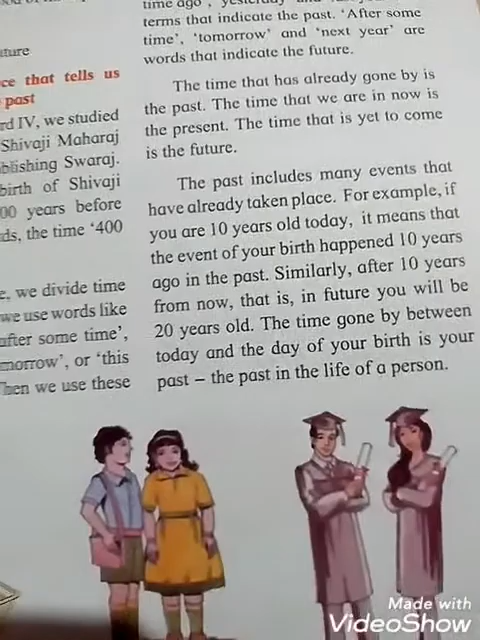 uture
ce that tells us
past
rd IV, we studied
Shivaji Maharaj
blishing Swaraj.
birth of Shivaji
00 years before
ds, the time ‘400
e, we divide time
we use words like
after some time’,
morrow’, or ‘this
Then we use these
time ago’, ‘yesterday’ and
terms that indicate the past. ‘After some
time’, ‘tomorrow’ and ‘next year’ are
words that indicate the future.
The time that has already gone by is
the past. The time that we are in now is
the present. The time that is yet to come
is the future.
The past includes many events that
have already taken place. For example, if
you are 10 years old today, it means that
the event of your birth happened 10 years
ago in the past. Similarly, after 10 years
from now, that is, in future you will be
20 years old. The time gone by between
today and the day of your birth is your
past – the past in the life of a person.
Made with
VideoShow